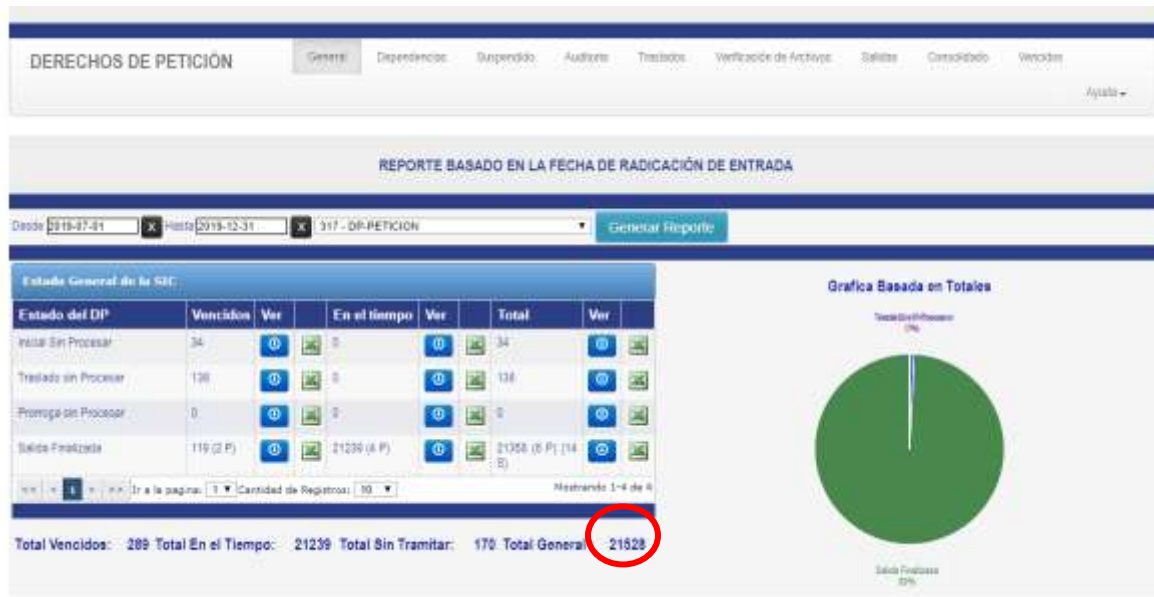 DERECHOS DE PETICIÓN General Dependencias Suspendido Auditoria Traslados Verificación de Archivos Salidas Consolidado Vencidos
Ayuda
REPORTE BASADO EN LA FECHA DE RADICACIÓN DE ENTRADA
Desde 2019-07-01 X Hasta 2019-12-31 X 317 - DP-PETICION Generar Reporte
Estado General de la SIC
Estado del DP Vencidos Ver En el tiempo Ver Total Ver
Inicial Sin Procesar 34 0 34
Traslado sin Procesar 0
Prorroga sin Procesar 0 0 0
Salida Finalizada 119 (2 P) 21239 (4 P) 21358 (6 P) (14
<< < 1 > >> Ir a la pagina: 1 Cantidad de Registros: 10 Mostrando 1-4 de 4
Total Vencidos: 289 Total En el Tiempo: 21239 Total Sin Tramitar: 170 Total General 21528
Grafica Basada en Totales
Salida Finalizada